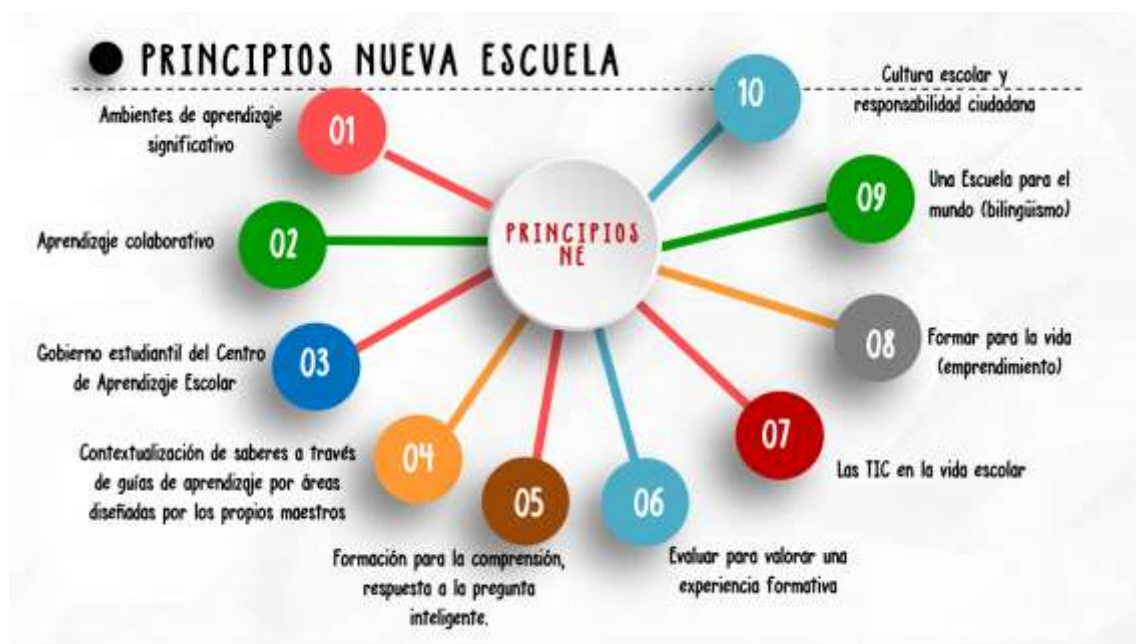 PRINCIPIOS NUEVA ESCUELA
PRINCIPIOS
NE
01
Ambientes de aprendizaje
significativo
02
Aprendizaje colaborativo
03
Gobierno estudiantil del Centro
de Aprendizaje Escolar
04
Contextualización de saberes a través
de guías de aprendizaje por áreas
diseñadas por los propios maestros
05
Formación para la comprensión,
respuesta a la pregunta
inteligente.
06
Evaluar para valorar una
experiencia formativa
07
Las TIC en la vida escolar
08
Formar para la vida
(emprendimiento)
09
Una Escuela para el
mundo (bilingüismo)
10
Cultura escolar y
responsabilidad ciudadana